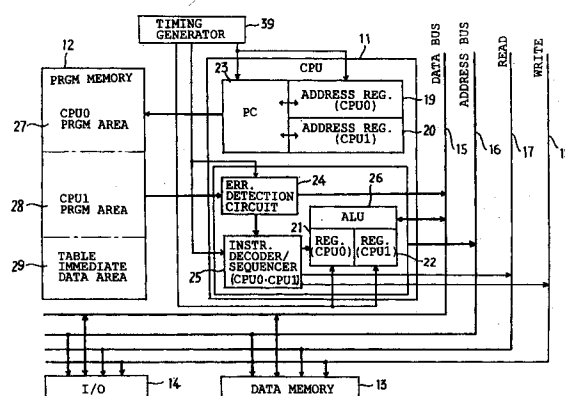 TIMING
GENERATOR
39
11
12
CPU
PRGM MEMORY
23
27
CPU0
PRGM AREA
PC
ADDRESS REG.
(CPU0)
19
ADDRESS REG.
(CPU1)
20
DATA BUS
ADDRESS BUS
READ
WRITE
15
16
17
28
CPU1
PRGM AREA
ERR.
DETECTION
CIRCUIT
24
26
ALU
21
REG.
(CPU0)
REG.
(CPU1)
22
29
TABLE
IMMEDIATE
DATA AREA
25
INSTR.
DECODER/
SEQUENCER
(CPU0·CPU1)
I/O
14
DATA MEMORY
13